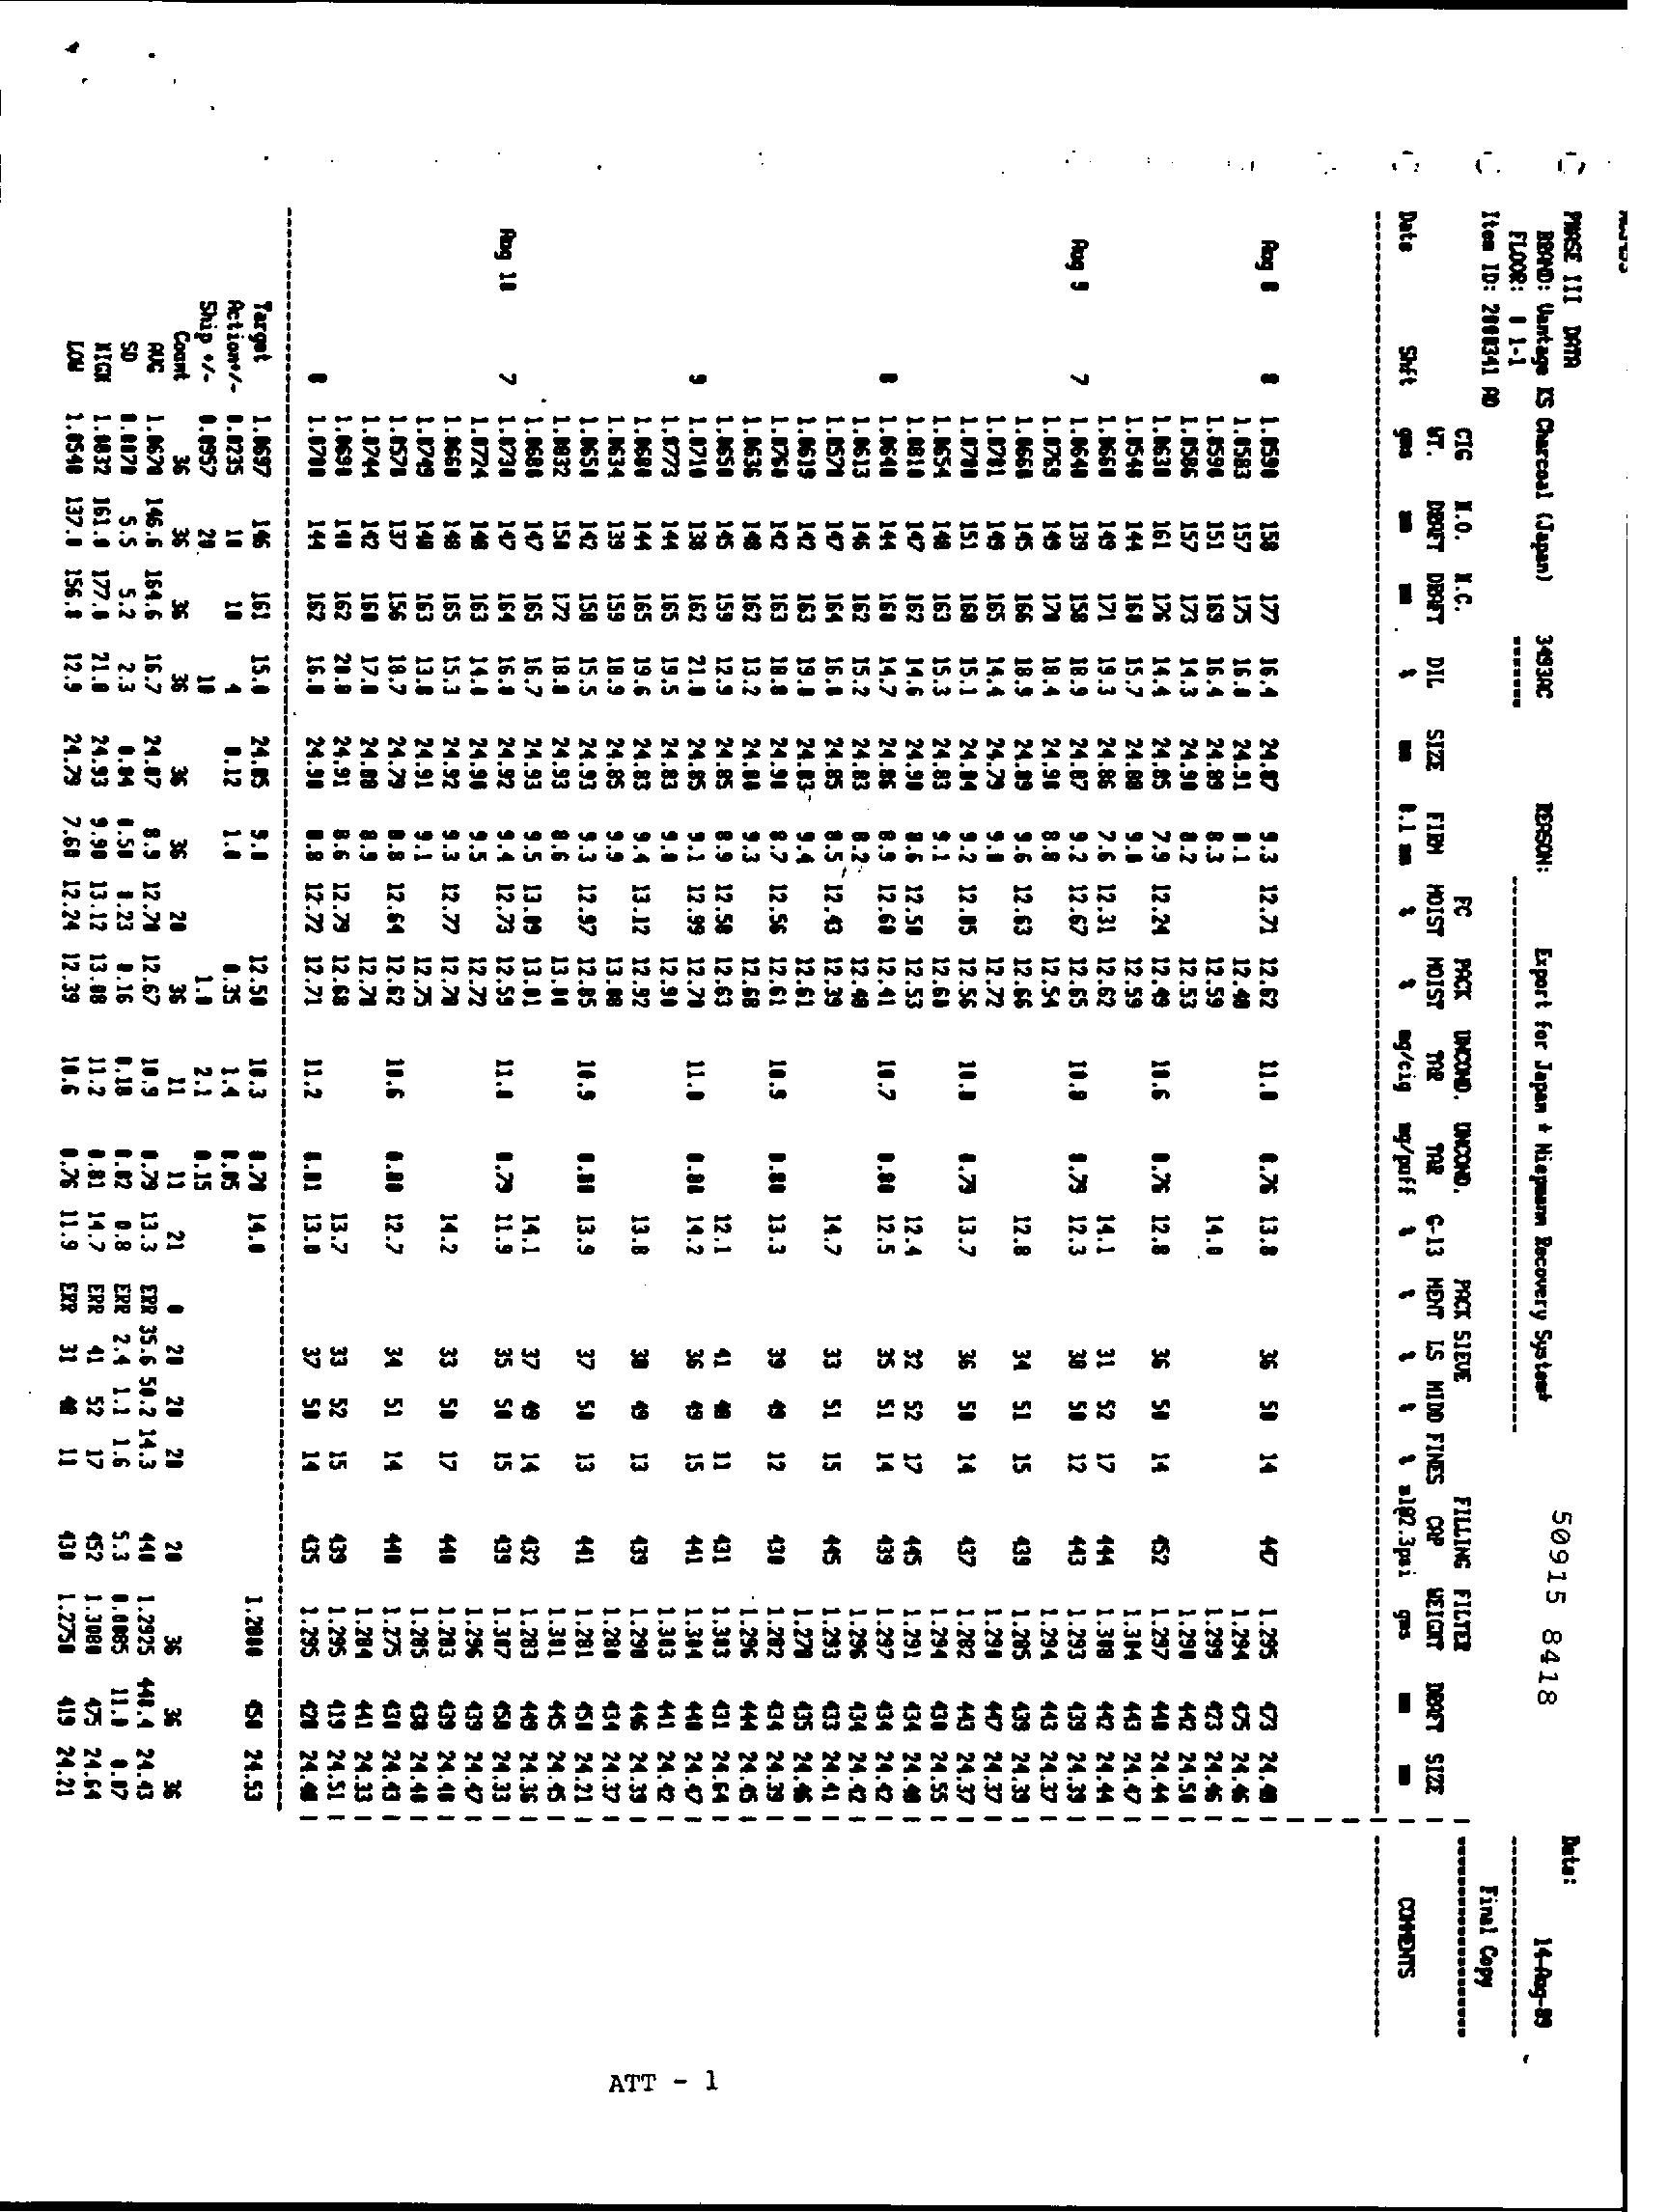 PHASE III DATA
BRAND: Vantage KS Charcoal (Japan) 3493AC REASON: Export for Japan + Niepmann Recovery System+
FLOOR: 0 1-1
Item ID: 2000341 AD
50915 8418
Date: 14-Aug-89
Final Copy
CIG N.O. N.C. FC PACK UNCOND. UNCOND. PACK SIEVE FILLING FILTER
WT. DRAFT DRAFT DIL SIZE FIRM MOIST MOIST TAR TAR G-13 MENT LS MIDD FINES CAP WEIGHT DRAFT SIZE
Date Shft gms mm mm % mm 0.1 mm % % mg/cig mg/puff % % % % % ml@2.3psi gms mm mm COMMENTS
Aug 8 8 1.0590 158 177 16.4 24.87 9.3 12.71 12.62 11.0 0.76 13.8 36 50 14 447 1.295 473 24.40
1.0583 157 175 16.0 24.91 8.1 12.40 1.294 475 24.46
1.0590 151 169 16.4 24.89 8.3 12.59 14.0 1.299 473 24.46
1.0586 157 173 14.3 24.90 8.2 12.53 1.290 442 24.50
1.0630 161 176 14.4 24.85 7.9 12.24 12.49 10.6 0.76 12.8 36 50 14 452 1.297 440 24.44
1.0540 144 160 15.7 24.88 9.0 12.59 1.304 443 24.47
1.0660 149 171 19.3 24.86 7.6 12.31 12.62 14.1 31 52 17 444 1.308 442 24.44
Aug 9 7 1.0640 139 158 18.9 24.87 9.2 12.67 12.65 10.8 0.79 12.3 38 50 12 443 1.293 439 24.39
1.0759 149 170 18.4 24.90 8.8 12.54 1.294 443 24.37
1.0660 145 166 18.9 24.89 9.6 12.63 12.66 12.8 34 51 15 439 1.285 439 24.39
1.0701 149 165 14.4 24.79 9.0 12.72 1.290 447 24.37
1.0700 151 168 15.1 24.84 9.2 12.85 12.56 10.8 0.79 13.7 36 50 14 437 1.282 443 24.37
1.0654 148 163 15.3 24.83 9.1 12.60 1.294 430 24.55
1.0810 147 162 14.6 24.90 8.6 12.50 12.53 12.4 32 52 17 445 1.291 434 24.40
8 1.0640 144 160 14.7 24.86 8.9 12.60 12.41 10.7 0.80 12.5 35 51 14 439 1.297 434 24.42
1.0613 146 162 15.2 24.83 8.2 12.40 1.296 434 24.42
1.0570 147 164 16.8 24.85 8.5 12.43 12.39 14.7 33 51 15 445 1.293 433 24.41
1.0619 142 163 19.0 24.83 9.4 12.61 1.279 435 24.46
1.0760 142 163 18.8 24.90 8.7 12.56 12.61 10.9 0.80 13.3 39 49 12 430 1.282 434 24.39
1.0636 148 162 13.2 24.80 9.3 12.68 1.296 444 24.45
1.0650 145 159 12.9 24.85 8.9 12.58 12.63 12.1 41 48 11 431 1.303 431 24.64
9 1.0710 138 162 21.0 24.85 9.1 12.99 12.70 11.0 0.80 14.2 36 49 15 441 1.304 440 24.47
1.0773 144 165 19.5 24.83 9.0 12.90 1.303 441 24.42
1.0680 144 165 19.6 24.83 9.4 13.12 12.92 13.8 38 49 13 439 1.298 446 24.39
1.0634 139 159 18.9 24.85 9.9 13.08 1.280 434 24.37
1.0650 142 158 15.5 24.93 9.3 12.97 12.85 10.9 0.80 13.9 37 50 13 441 1.281 450 24.21
1.0832 150 172 18.0 24.93 8.6 13.00 1.301 445 24.45
1.0680 147 165 16.7 24.93 9.5 13.09 13.01 14.1 37 49 14 432 1.283 449 24.36
Aug 10 7 1.0730 147 164 16.0 24.92 9.4 12.73 12.59 11.0 0.79 11.9 35 50 15 439 1.307 450 24.33
1.0724 148 163 14.8 24.90 9.5 12.72 1.296 439 24.47
1.0660 148 165 15.3 24.92 9.3 12.77 12.70 14.2 33 50 17 440 1.283 439 24.40
1.0749 140 163 13.8 24.91 9.1 12.75 1.285 438 24.40
1.0570 137 156 18.7 24.79 8.8 12.64 12.62 10.6 0.80 12.7 34 51 14 440 1.275 430 24.43
1.0744 142 160 17.0 24.88 8.9 12.70 1.284 441 24.33
1.0690 140 162 20.0 24.91 8.6 12.79 12.68 13.7 33 52 15 439 1.295 419 24.51
8 1.0700 144 162 16.0 24.90 8.8 12.72 12.71 11.2 0.81 13.0 37 50 14 435 1.295 420 24.40
Target 1.0697 146 161 15.0 24.85 9.0 12.50 10.3 0.70 14.0 1.2800 450 24.53
Action+/- 0.0235 10 10 4 0.12 1.0 0.35 1.4 0.05
Ship +/- 0.0957 20 10 1.0 2.1 0.15
Count 36 36 36 36 36 36 20 36 11 11 21 0 20 20 20 20 36 36 36
AVG 1.0670 146.6 164.6 16.7 24.87 8.9 12.70 12.67 10.9 0.79 13.3 ERR 35.6 50.2 14.3 440 1.2925 440.4 24.43
SD 0.0070 5.5 5.2 2.3 0.04 0.50 0.23 0.16 0.18 0.02 0.8 ERR 2.4 1.1 1.6 5.3 0.0085 11.0 0.07
HIGH 1.0832 161.0 177.0 21.0 24.93 9.90 13.12 13.08 11.2 0.81 14.7 ERR 41 52 17 452 1.3080 475 24.64
LOW 1.0540 137.0 156.0 12.9 24.79 7.60 12.24 12.39 10.6 0.76 11.9 ERR 31 48 11 430 1.2750 419 24.21
ATT - 1